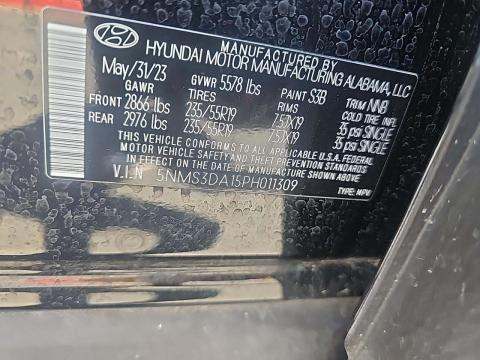 MANUFACTURED BY
HYUNDAI MOTOR MANUFACTURING ALABAMA, LLC
May/31/23 GVWR 5578 lbs PAINT S3B TRIM NNB
GAWR TIRES RIMS COLD TIRE INFL
FRONT 2866 lbs 235/55R19 7.5JX19 35 psi SINGLE
REAR 2976 lbs 235/55R19 7.5JX19 35 psi SINGLE
THIS VEHICLE CONFORMS TO ALL APPLICABLE U.S.A. FEDERAL
MOTOR VEHICLE SAFETY AND THEFT PREVENTION STANDARDS
IN EFFECT ON THE DATE OF MANUFACTURE SHOWN ABOVE.
V.I.N 5NMS3DA15PH011309 TYPE: MPV